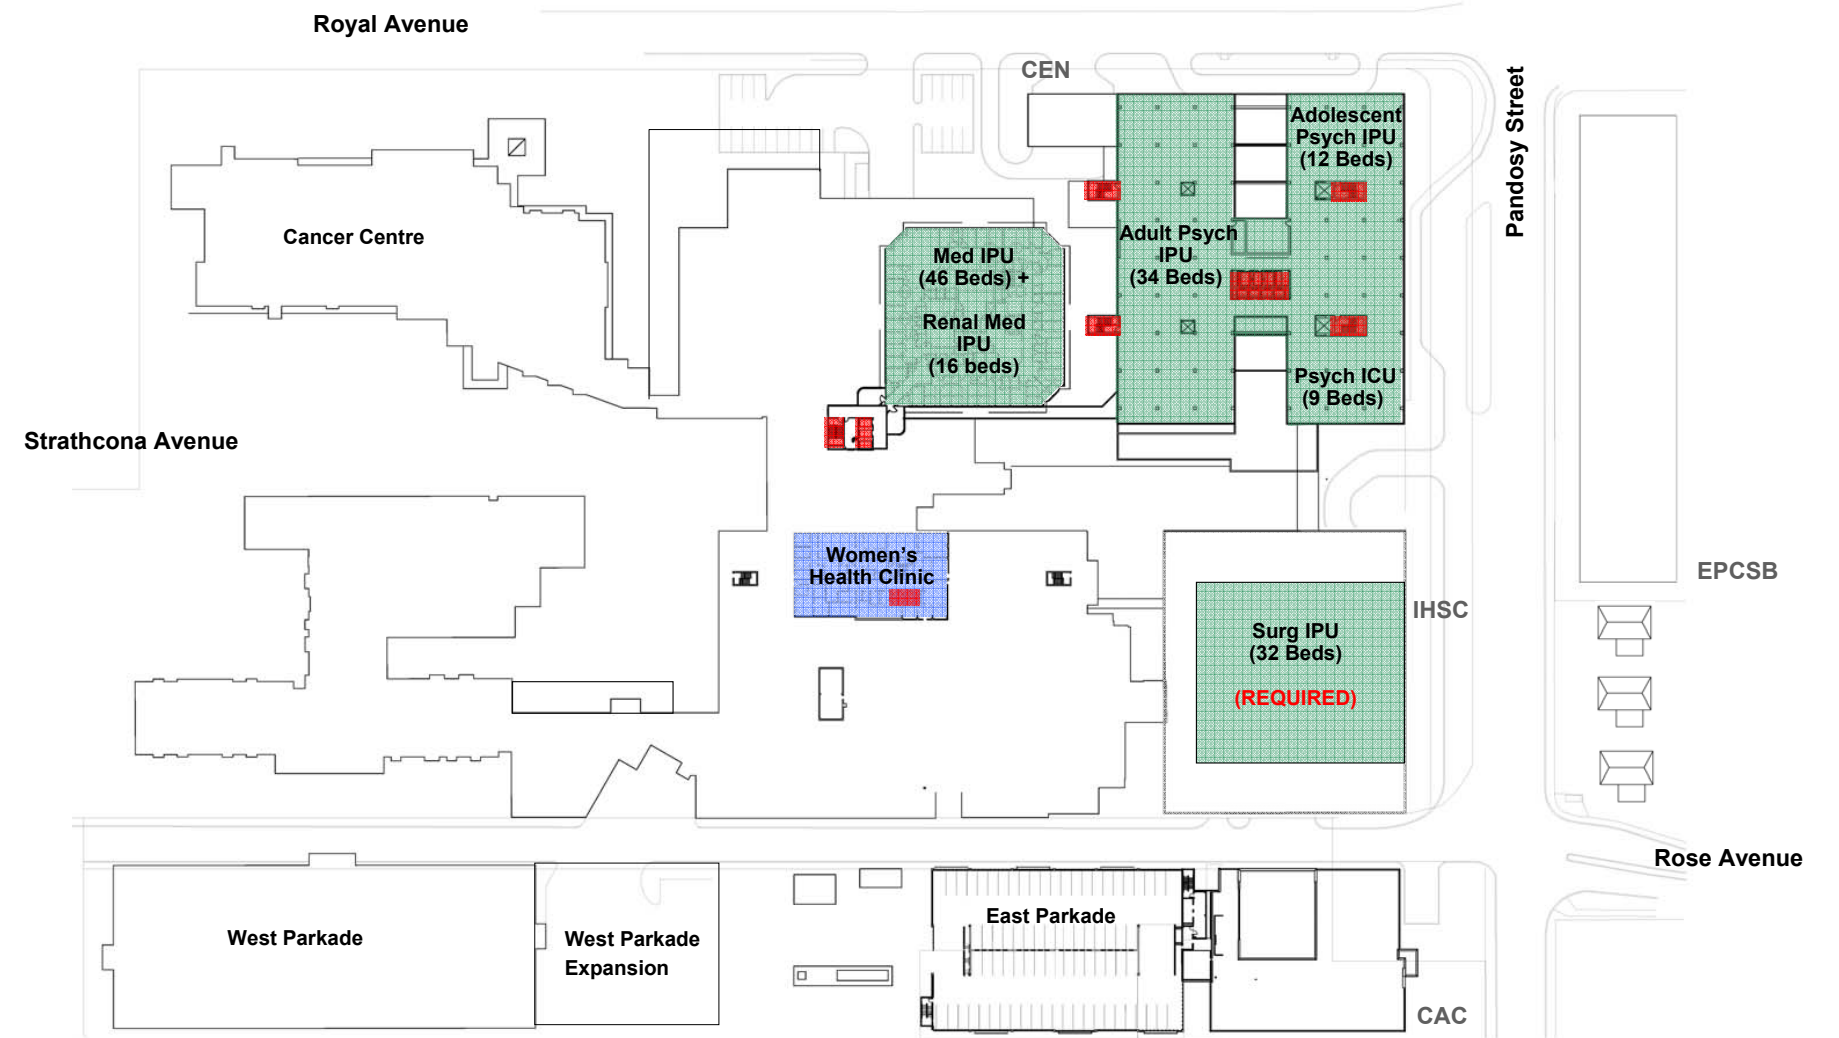 Royal Avenue
CEN
Pandosy Street
Adolescent
Psych IPU
(12 Beds)
Cancer Centre
Adult Psych
IPU
(34 Beds)
Med IPU
(46 Beds) +
Renal Med
IPU
(16 beds)
Psych ICU
(9 Beds)
Strathcona Avenue
Women's
Health Clinic
EPCSB
IHSC
Surg IPU
(32 Beds)
(REQUIRED)
Rose Avenue
West Parkade
West Parkade
Expansion
East Parkade
CAC